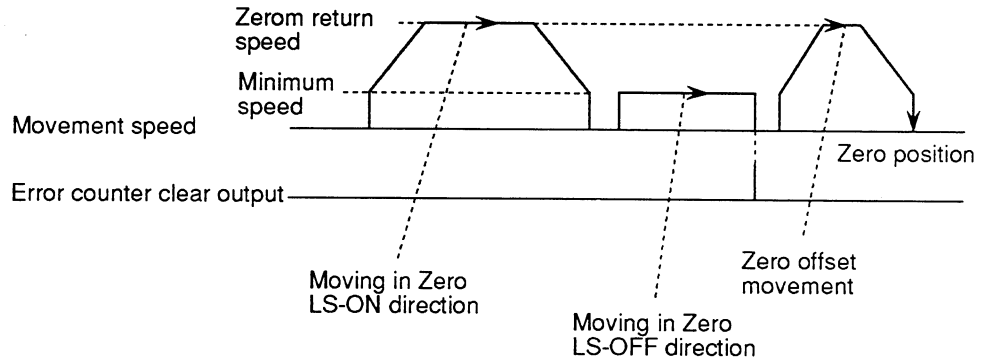 Zerom return
speed
Minimum
speed
Movement speed
Zero position
Error counter clear output
Moving in Zero
LS-ON direction
Zero offset
movement
Moving in Zero
LS-OFF direction